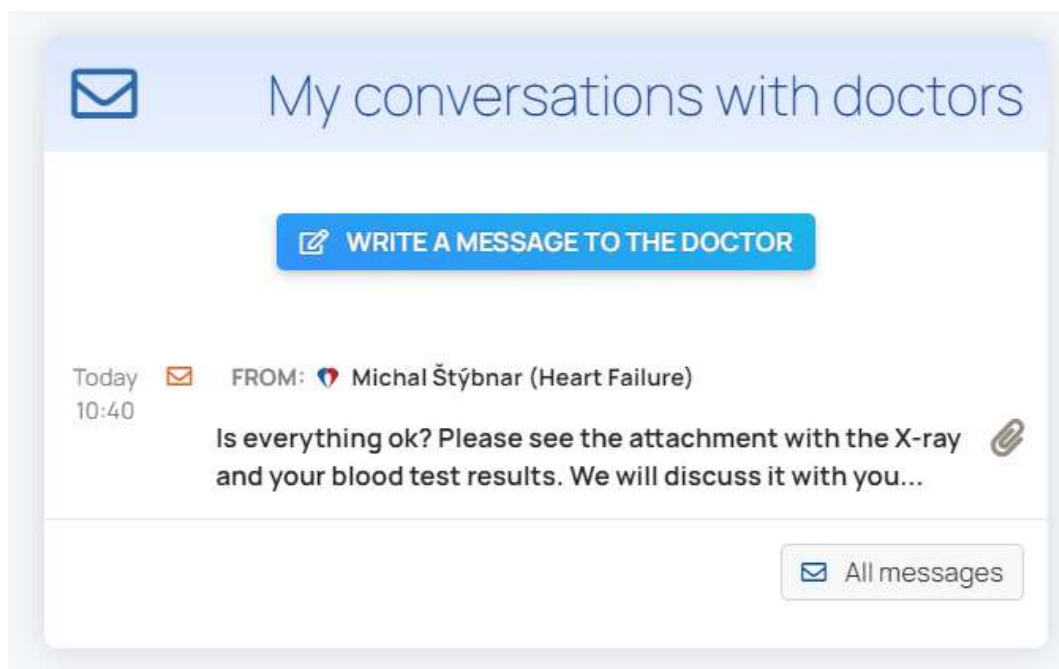 My conversations with doctors
WRITE A MESSAGE TO THE DOCTOR
Today
FROM: Michal Štýbnar (Heart Failure)
10:40
Is everything ok? Please see the attachment with the X-ray
and your blood test results. We will discuss it with you...
All messages